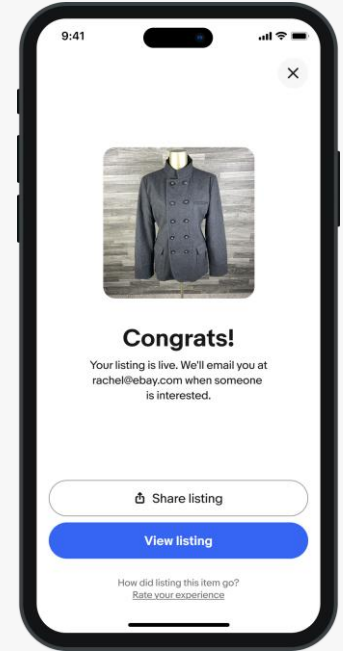 9:41
Congrats!
Your listing is live. We'll email you at
rachel@ebay.com when someone
is interested.
Share listing
View listing
How did listing this item go?
Rate your experience